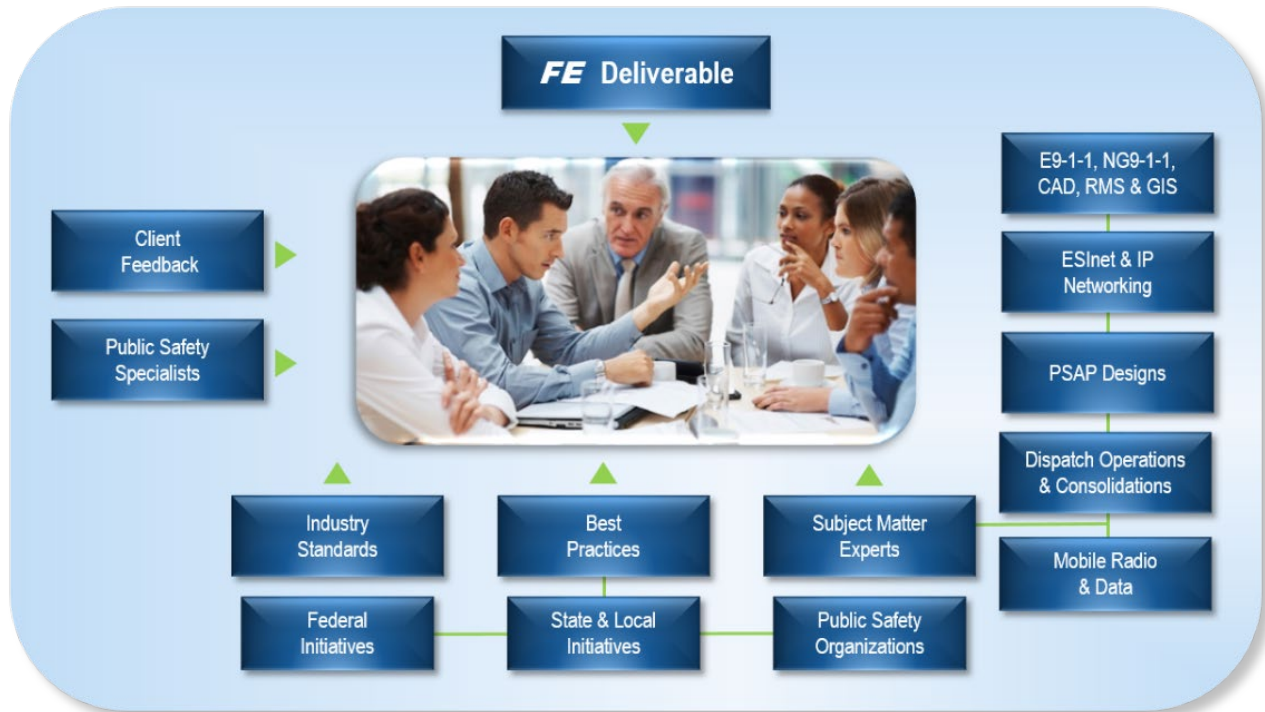 FE Deliverable
E9-1-1, NG9-1-1,
CAD, RMS & GIS
Client
Feedback
ESInet & IP
Networking
Public Safety
Specialists
PSAP Designs
Dispatch Operations
& Consolidations
Industry
Standards
Best
Practices
Subject Matter
Experts
Mobile Radio
& Data
Federal
Initiatives
State & Local
Initiatives
Public Safety
Organizations